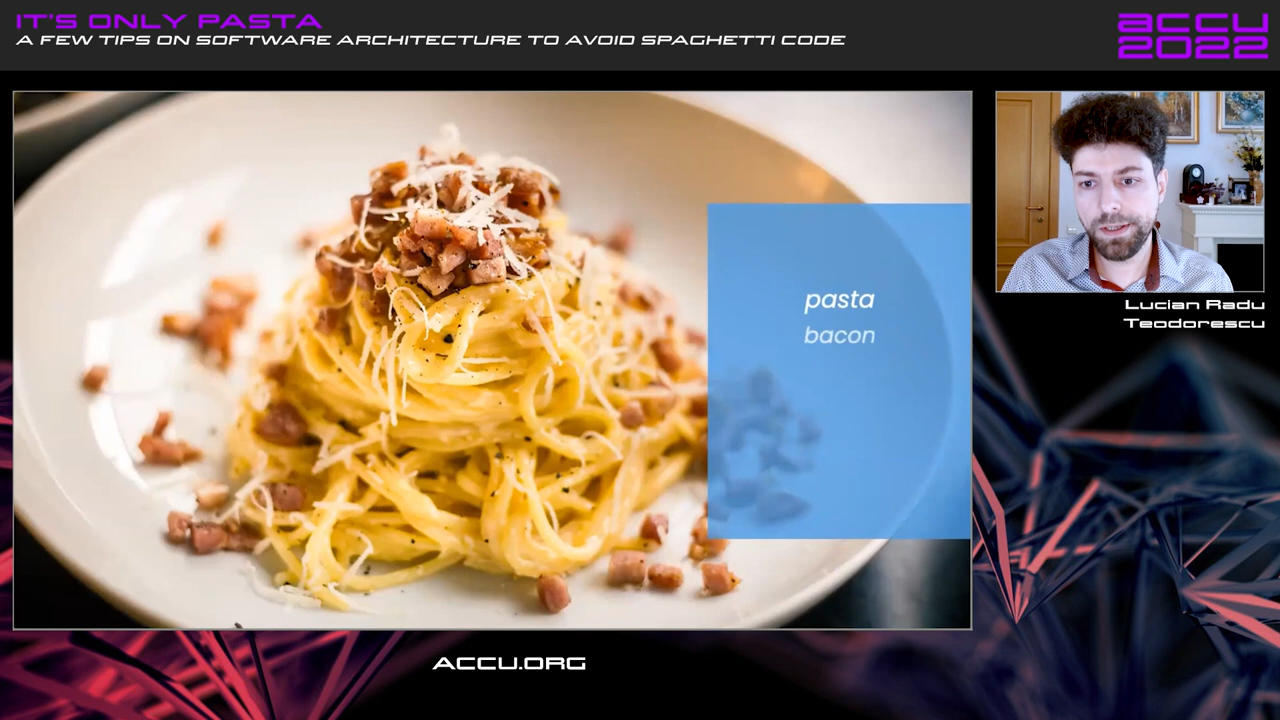 IT'S ONLY PASTA
A FEW TIPS ON SOFTWARE ARCHITECTURE TO AVOID SPAGHETTI CODE
ACCU
2022
pasta
bacon
Lucian Radu
Teodorescu
ACCU.ORG